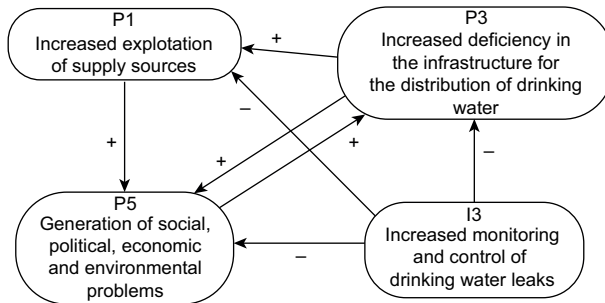 P1
Increased explotation
of supply sources
P3
Increased deficiency in
the infrastructure for
the distribution of drinking
water
+
–
+
+
+
–
P5
Generation of social,
political, economic
and environmental
problems
–
I3
Increased monitoring
and control of
drinking water leaks